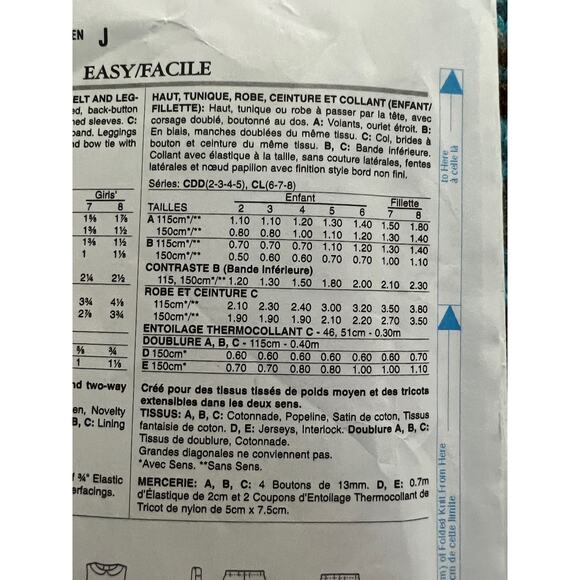 EN J
EASY/FACILE
ELT AND LEG-
ed, back-button
ned sleeves. C:
band. Leggings
nd bow tie with
Girls'
7 8
1⅝ 1⅞
1⅜ 1½
1⅜ 1½
1 1⅛
2¼ 2½
3¾ 4⅛
2⅞ 3¾
⅝ ¾
1 1⅛
nd two-way
en, Novelty
B, C: Lining
f ¾" Elastic
erfacings.
HAUT, TUNIQUE, ROBE, CEINTURE ET COLLANT (ENFANT/
FILLETTE): Haut, tunique ou robe à passer par la tête, avec
corsage doublé, boutonné au dos. A: Volants, ourlet étroit. B:
En biais, manches doublées du même tissu. C: Col, brides à
bouton et ceinture du même tissu. B, C: Bande inférieure.
Collant avec élastique à la taille, sans couture latérales, fentes
latérales et nœud papillon avec finition style bord non fini.
Séries: CDD(2-3-4-5), CL(6-7-8)
Enfant Fillette
TAILLES 2 3 4 5 6 7 8
A 115cm*/** 1.10 1.10 1.20 1.30 1.40 1.50 1.80
150cm*/** 0.80 0.80 1.00 1.10 1.20 1.30 1.40
B 115cm*/** 0.70 0.70 0.70 1.10 1.20 1.30 1.40
150cm*/** 0.50 0.60 0.60 0.70 0.70 1.00 1.10
CONTRASTE B (Bande Inférieure)
115, 150cm*/** 1.20 1.30 1.50 1.80 2.00 2.10 2.30
ROBE ET CEINTURE C
115cm*/** 2.10 2.30 2.40 3.00 3.20 3.50 3.80
150cm*/** 1.90 1.90 2.10 2.20 2.20 2.70 3.50
ENTOILAGE THERMOCOLLANT C - 46, 51cm - 0.30m
DOUBLURE A, B, C - 115cm - 0.40m
D 150cm* 0.60 0.60 0.60 0.60 0.60 0.60 0.70
E 150cm* 0.70 0.70 0.80 0.80 1.00 1.00 1.10
Créé pour des tissus tissés de poids moyen et des tricots
extensibles dans les deux sens.
TISSUS: A, B, C: Cotonnade, Popeline, Satin de coton, Tissus
fantaisie de coton. D, E: Jerseys, Interlock. Doublure A, B, C:
Tissus de doublure, Cotonnade.
Grandes diagonales ne conviennent pas.
*Avec Sens. **Sans Sens.
MERCERIE: A, B, C: 4 Boutons de 13mm. D, E: 0.7m
d'Élastique de 2cm et 2 Coupons d'Entoilage Thermocollant de
Tricot de nylon de 5cm x 7.5cm.
to Here
à celle là
m) of Folded Knit From Here
cm de cette limite